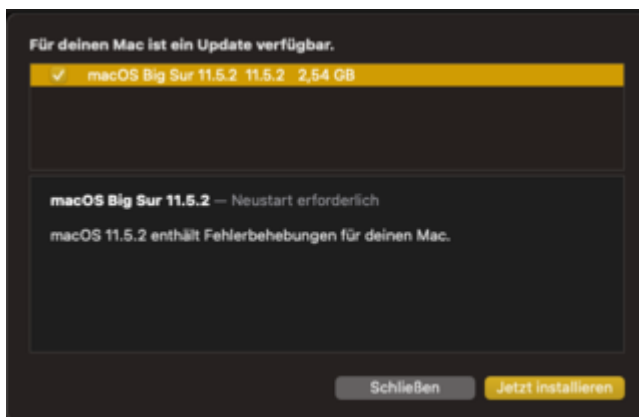 Für deinen Mac ist ein Update verfügbar.
macOS Big Sur 11.5.2 11.5.2 2,54 GB
macOS Big Sur 11.5.2 — Neustart erforderlich
macOS 11.5.2 enthält Fehlerbehebungen für deinen Mac.
Schließen Jetzt installieren